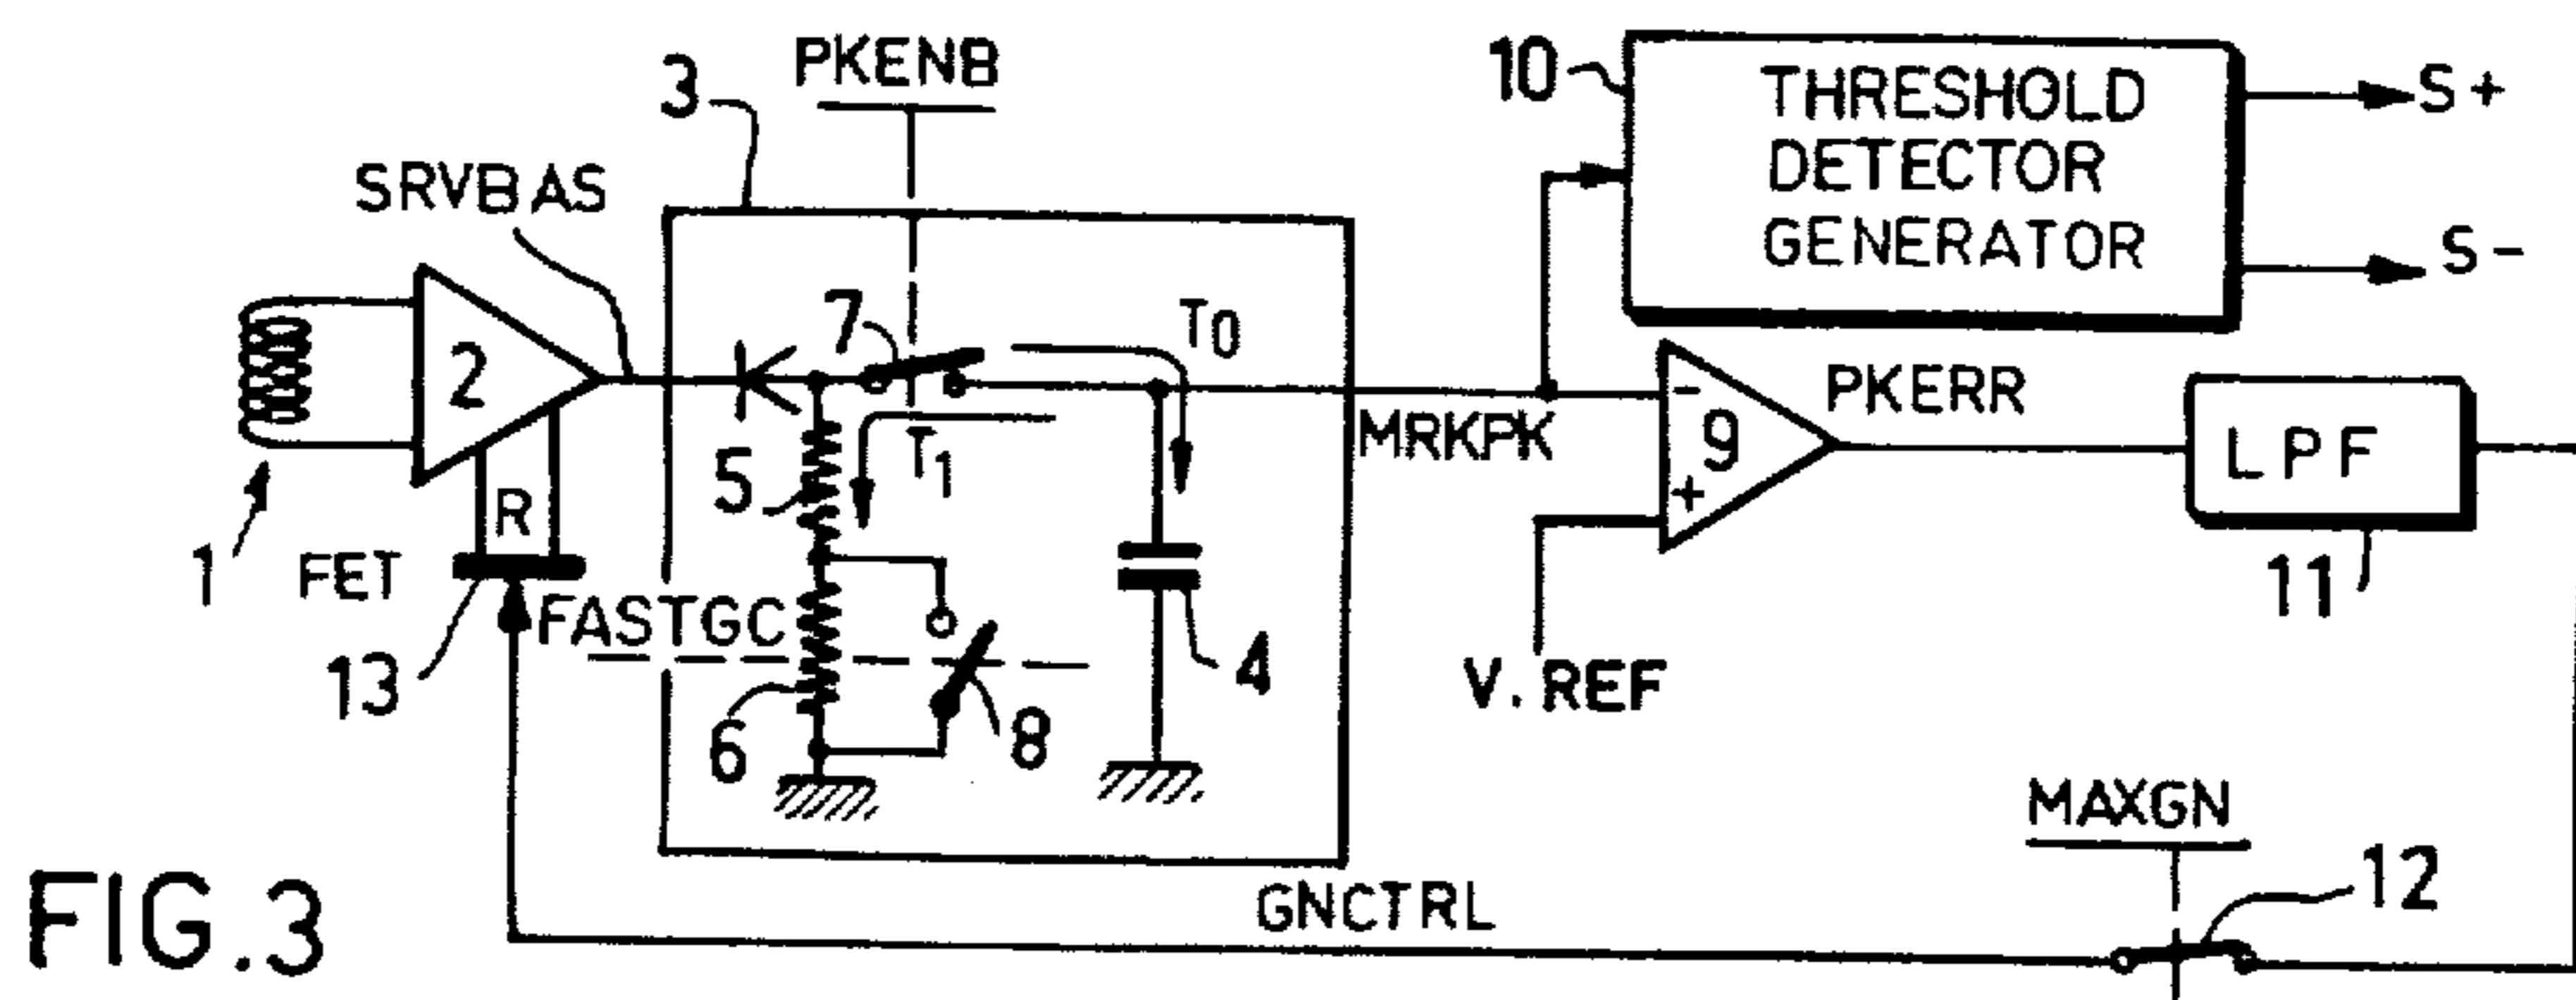 PKENB
3
10
THRESHOLD
DETECTOR
GENERATOR
S+
S-
SRVBAS
7
T0
2
5
T1
MRKPK
-
9
+
PKERR
LPF
11
R
1
FET
13
FASTGC
6
8
4
V. REF
MAXGN
12
GNCTRL
FIG.3